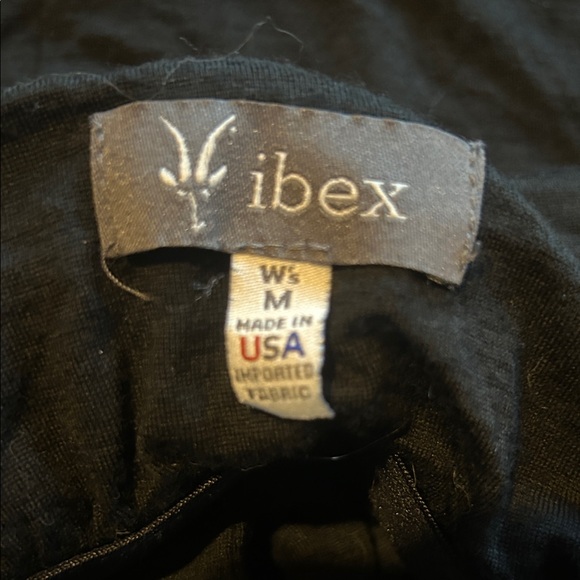 ibex
W's
M
MADE IN
USA
IMPORTED
FABRIC